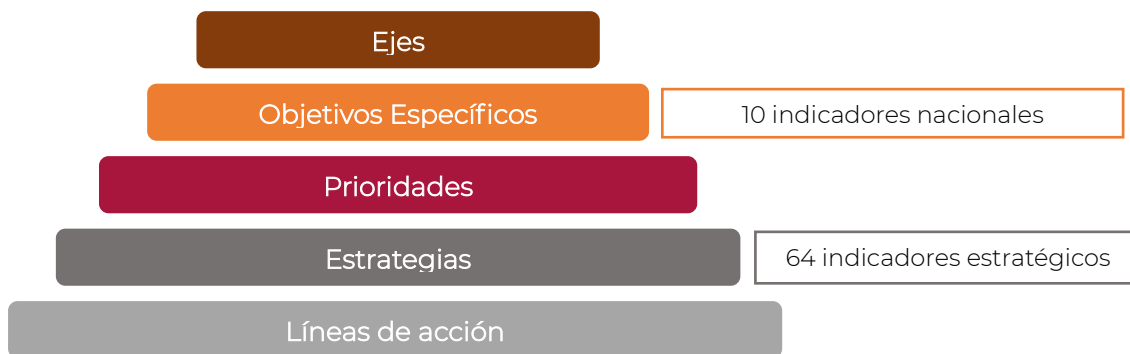 Ejes
Objetivos Específicos
10 indicadores nacionales
Prioridades
Estrategias
64 indicadores estratégicos
Líneas de acción